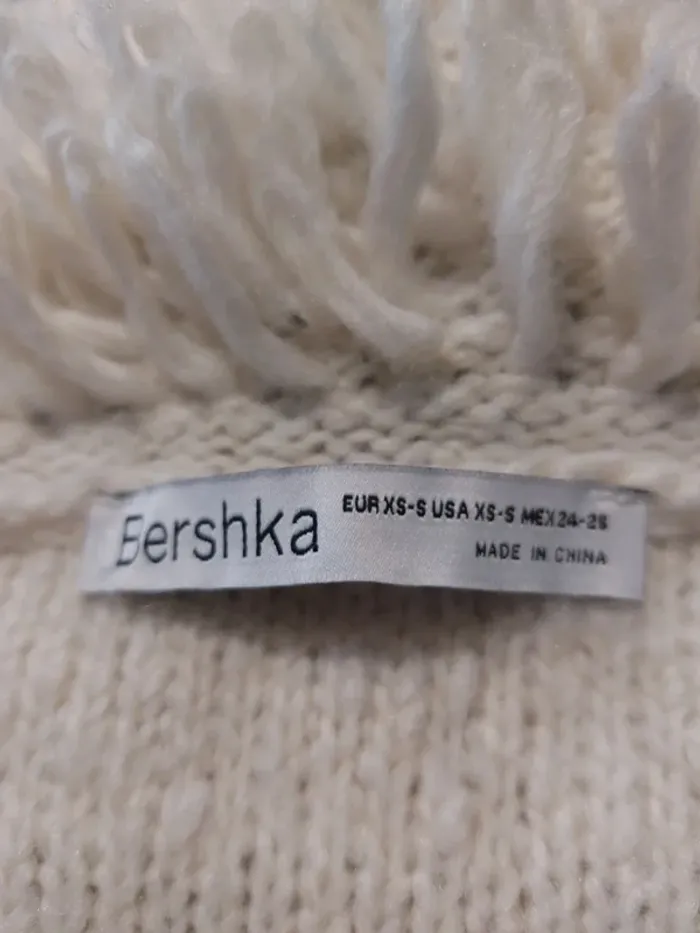 Bershka
EUR XS-S USA XS-S MEX 24-26
MADE IN CHINA